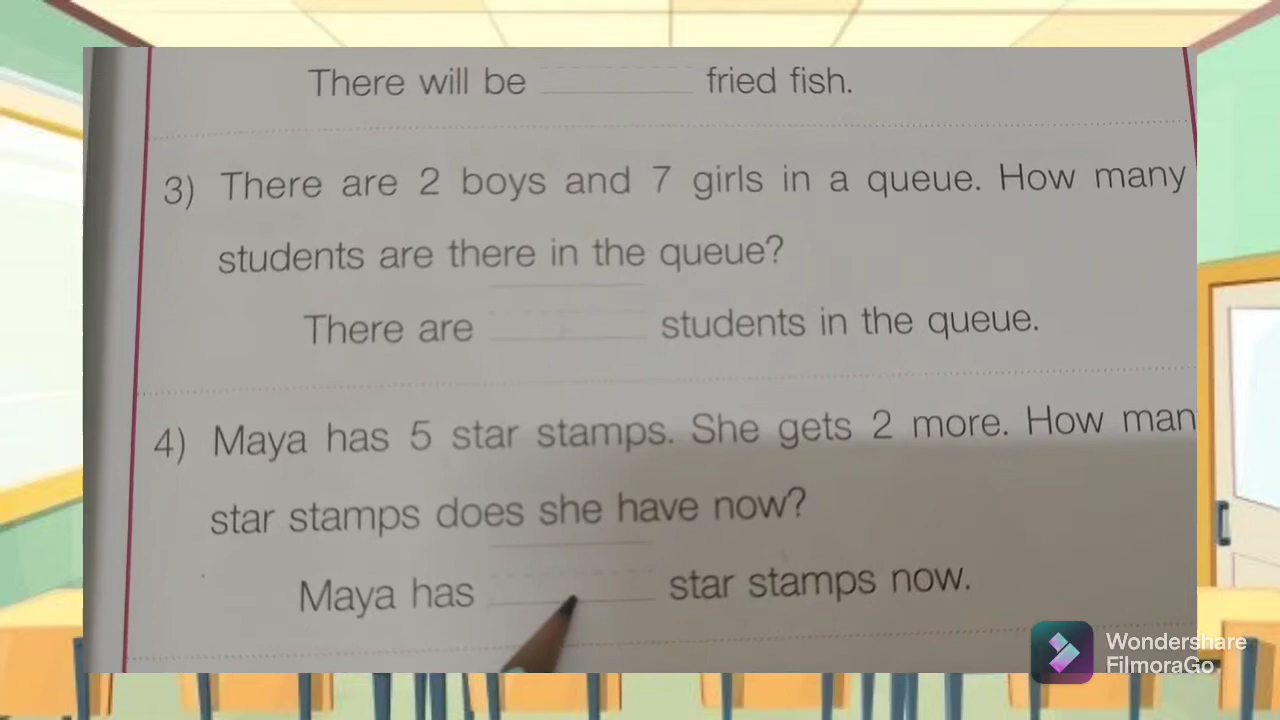 There will be fried fish.
3) There are 2 boys and 7 girls in a queue. How many
students are there in the queue?
There are students in the queue.
4) Maya has 5 star stamps. She gets 2 more. How man
star stamps does she have now?
Maya has star stamps now.
Wondershare
FilmoraGo